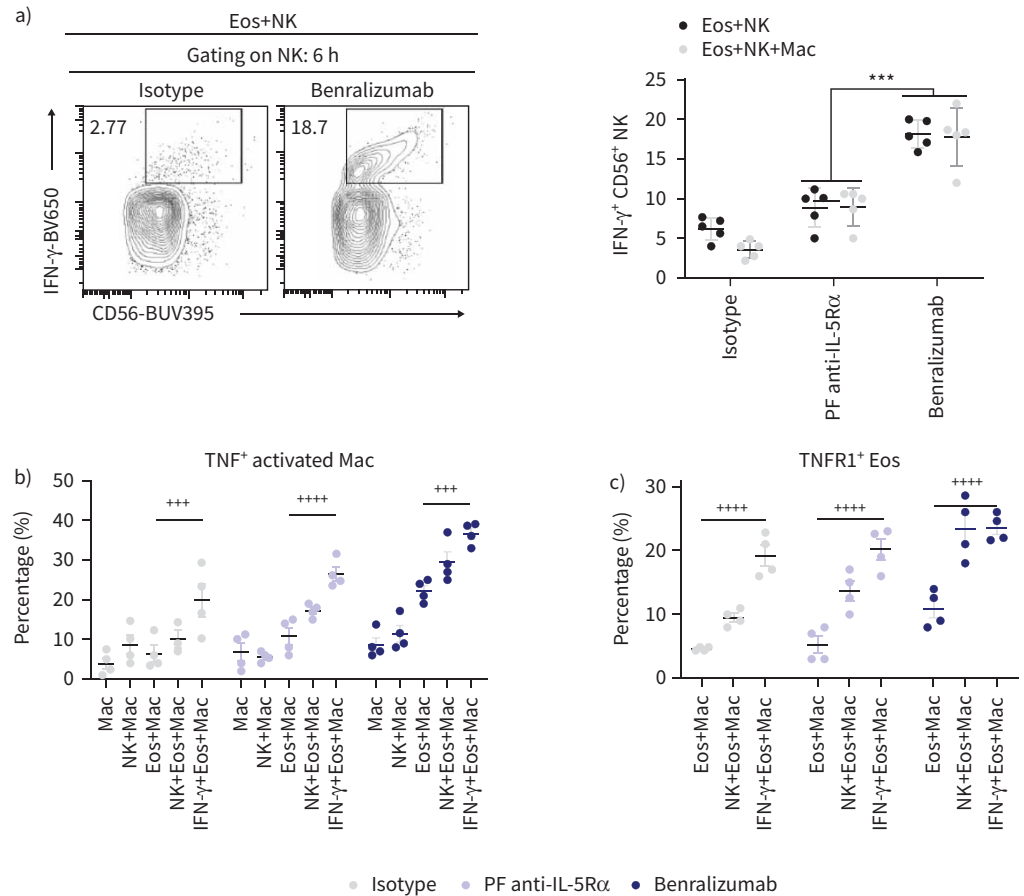 a)
Eos+NK
Gating on NK: 6 h
Isotype
Benralizumab
2.77
18.7
IFN-γ-BV650
CD56-BUV395
Eos+NK
Eos+NK+Mac
IFN-γ⁺ CD56⁺ NK
25
20
15
10
5
0
***
Isotype
PF anti-IL-5Rα
Benralizumab
b)
TNF⁺ activated Mac
Percentage (%)
50
40
30
20
10
0
+++
++++
+++
Mac
NK+Mac
Eos+Mac
NK+Eos+Mac
IFN-γ+Eos+Mac
Mac
NK+Mac
Eos+Mac
NK+Eos+Mac
IFN-γ+Eos+Mac
Mac
NK+Mac
Eos+Mac
NK+Eos+Mac
IFN-γ+Eos+Mac
c)
TNFR1⁺ Eos
Percentage (%)
30
20
10
0
++++
++++
++++
Eos+Mac
NK+Eos+Mac
IFN-γ+Eos+Mac
Eos+Mac
NK+Eos+Mac
IFN-γ+Eos+Mac
Eos+Mac
NK+Eos+Mac
IFN-γ+Eos+Mac
Isotype
PF anti-IL-5Rα
Benralizumab